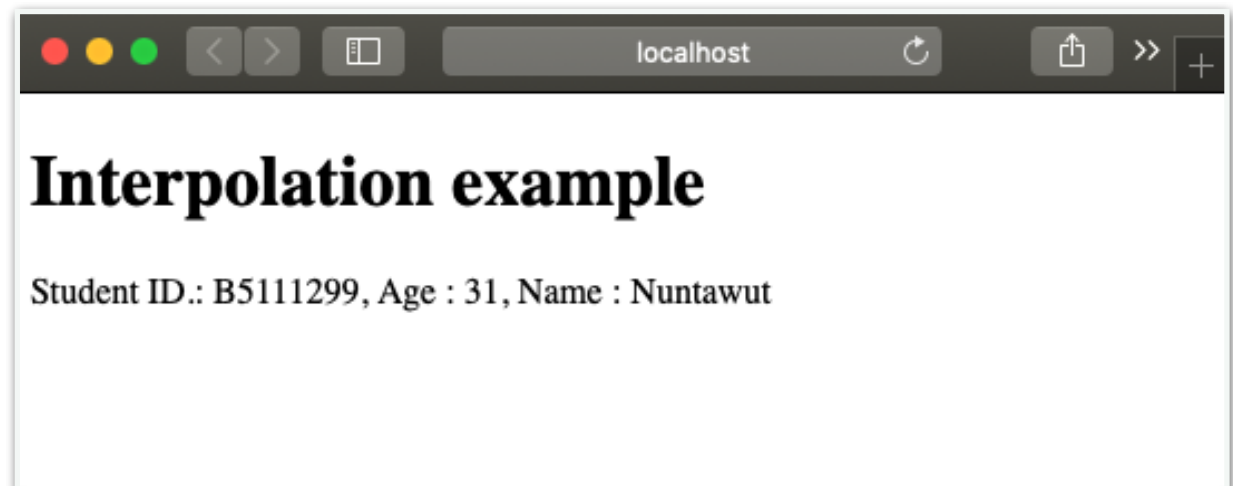 localhost
Interpolation example
Student ID.: B5111299, Age : 31, Name : Nuntawut